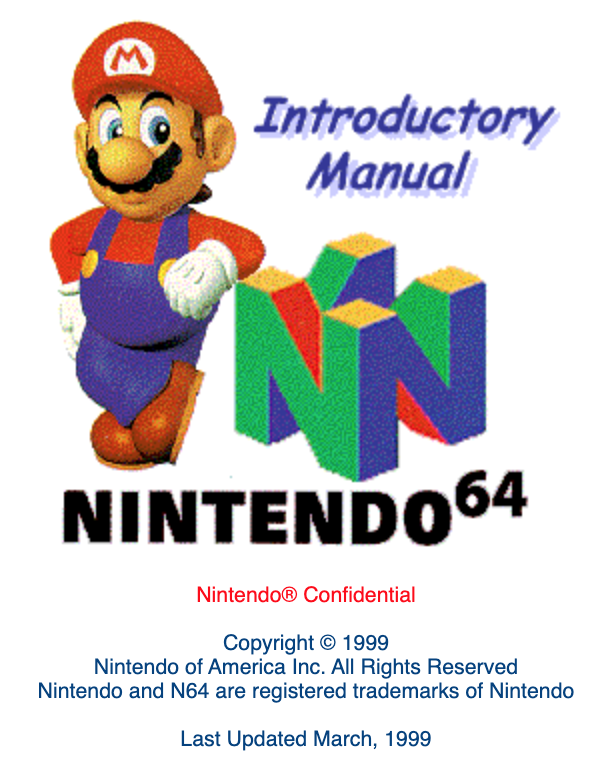 M
Introductory
Manual
NINTENDO64
Nintendo® Confidential
Copyright © 1999
Nintendo of America Inc. All Rights Reserved
Nintendo and N64 are registered trademarks of Nintendo
Last Updated March, 1999